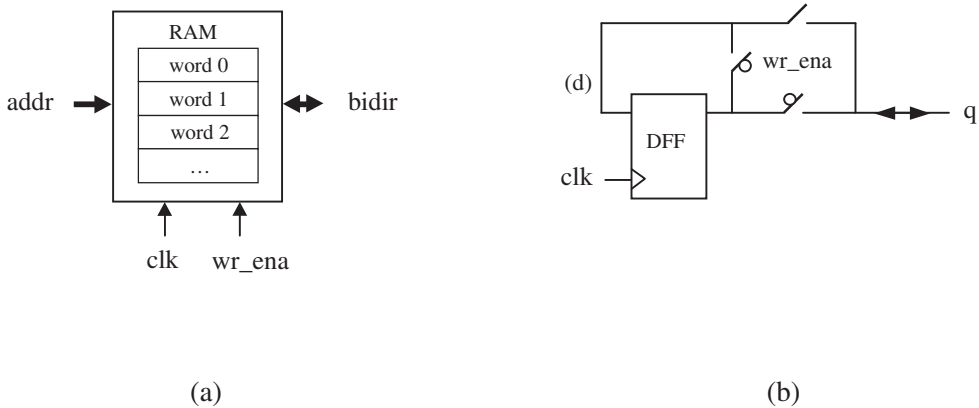 RAM
word 0
word 1
word 2
…
addr
bidir
clk
wr_ena
(a)
wr_ena
(d)
DFF
clk
q
(b)